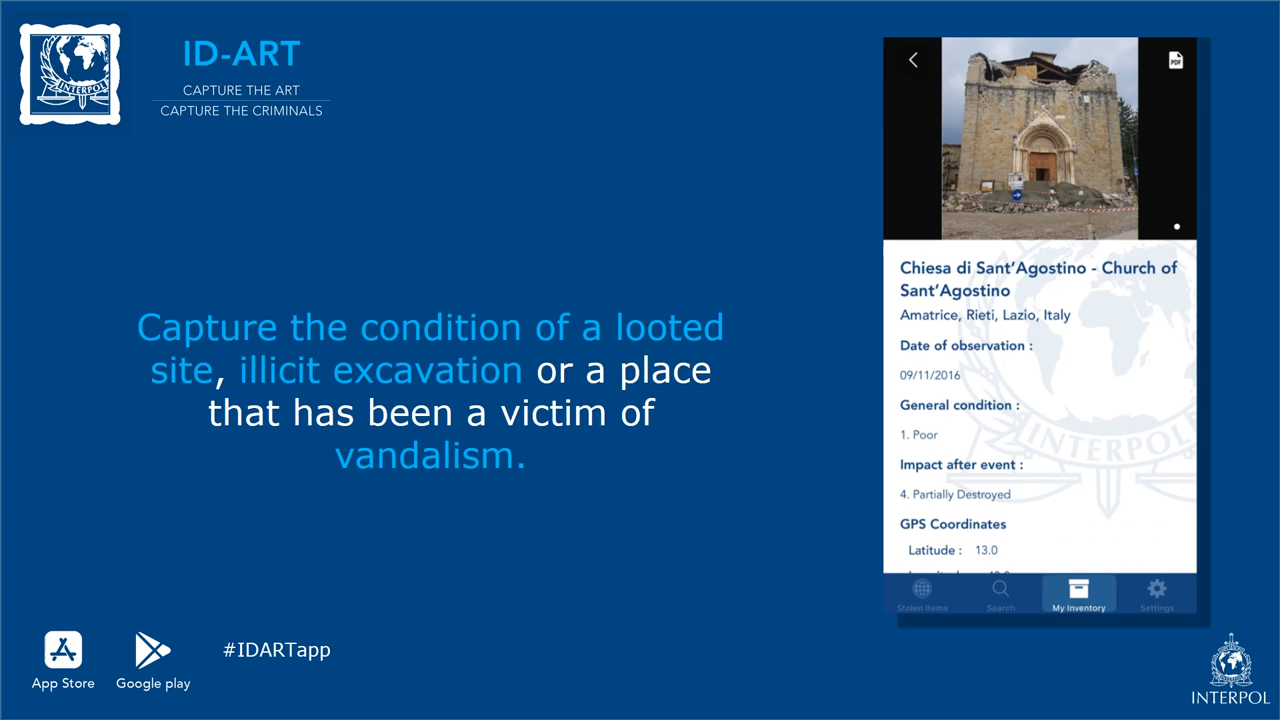 INTERPOL
ID-ART
CAPTURE THE ART
CAPTURE THE CRIMINALS
Capture the condition of a looted
site, illicit excavation or a place
that has been a victim of
vandalism.
PDF
Chiesa di Sant'Agostino - Church of
Sant'Agostino
Amatrice, Rieti, Lazio, Italy
Date of observation :
09/11/2016
General condition :
1. Poor
INTERPOL
Impact after event :
4. Partially Destroyed
GPS Coordinates
Latitude : 13.0
Stolen Items
Search
My Inventory
Settings
App Store
Google play
#IDARTapp
INTERPOL